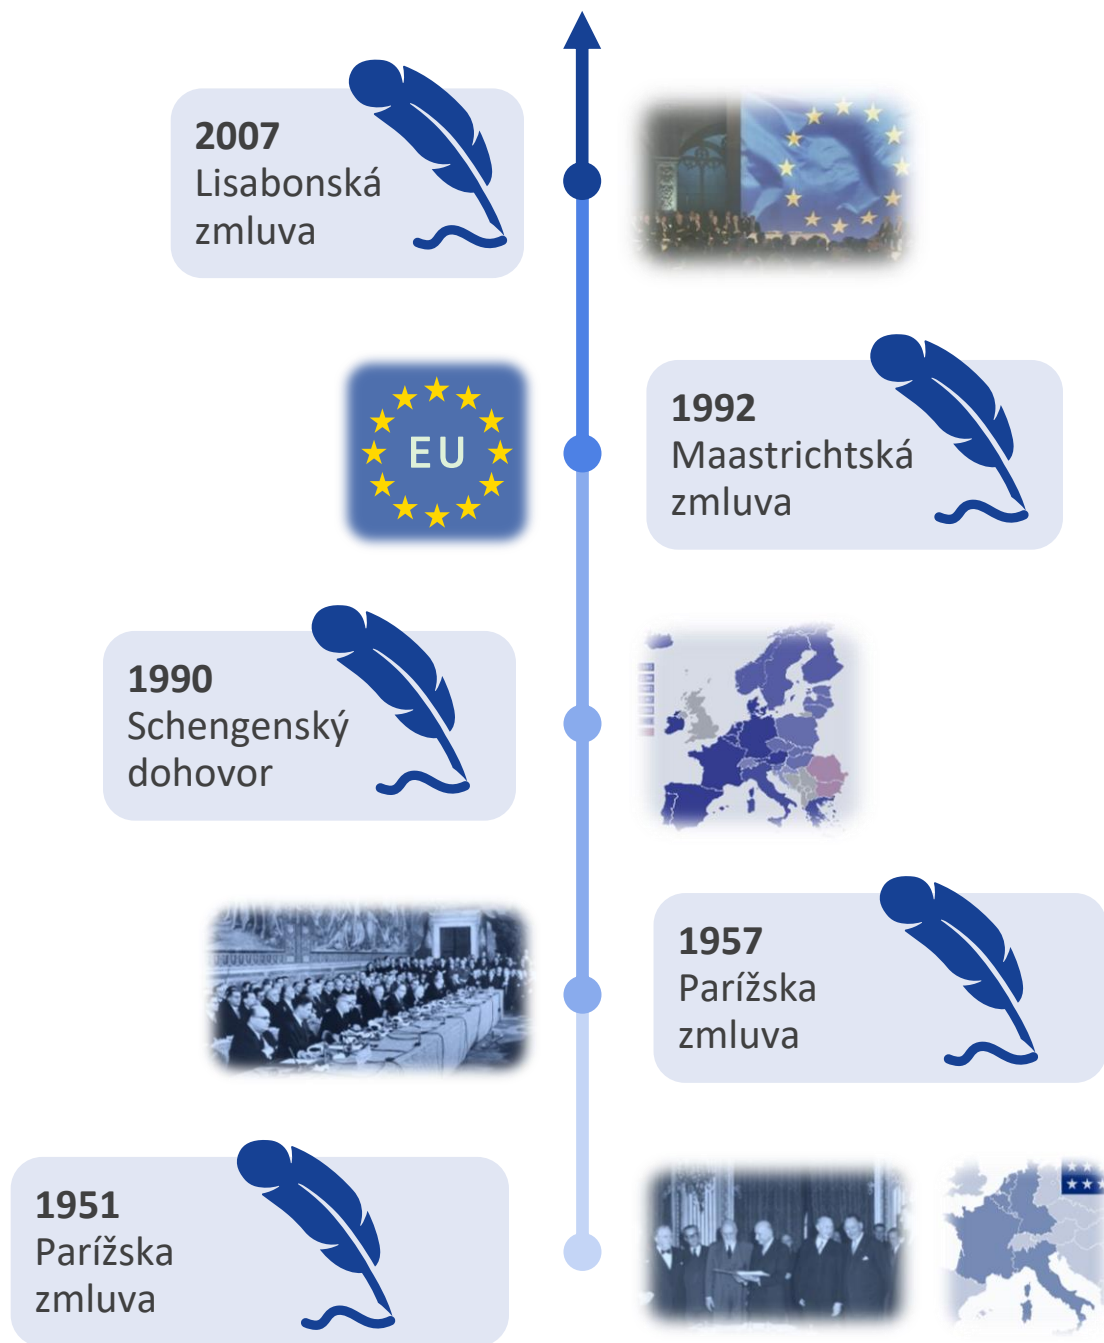 2007
Lisabonská
zmluva
EU
1992
Maastrichtská
zmluva
1990
Schengenský
dohovor
1957
Parížska
zmluva
1951
Parížska
zmluva